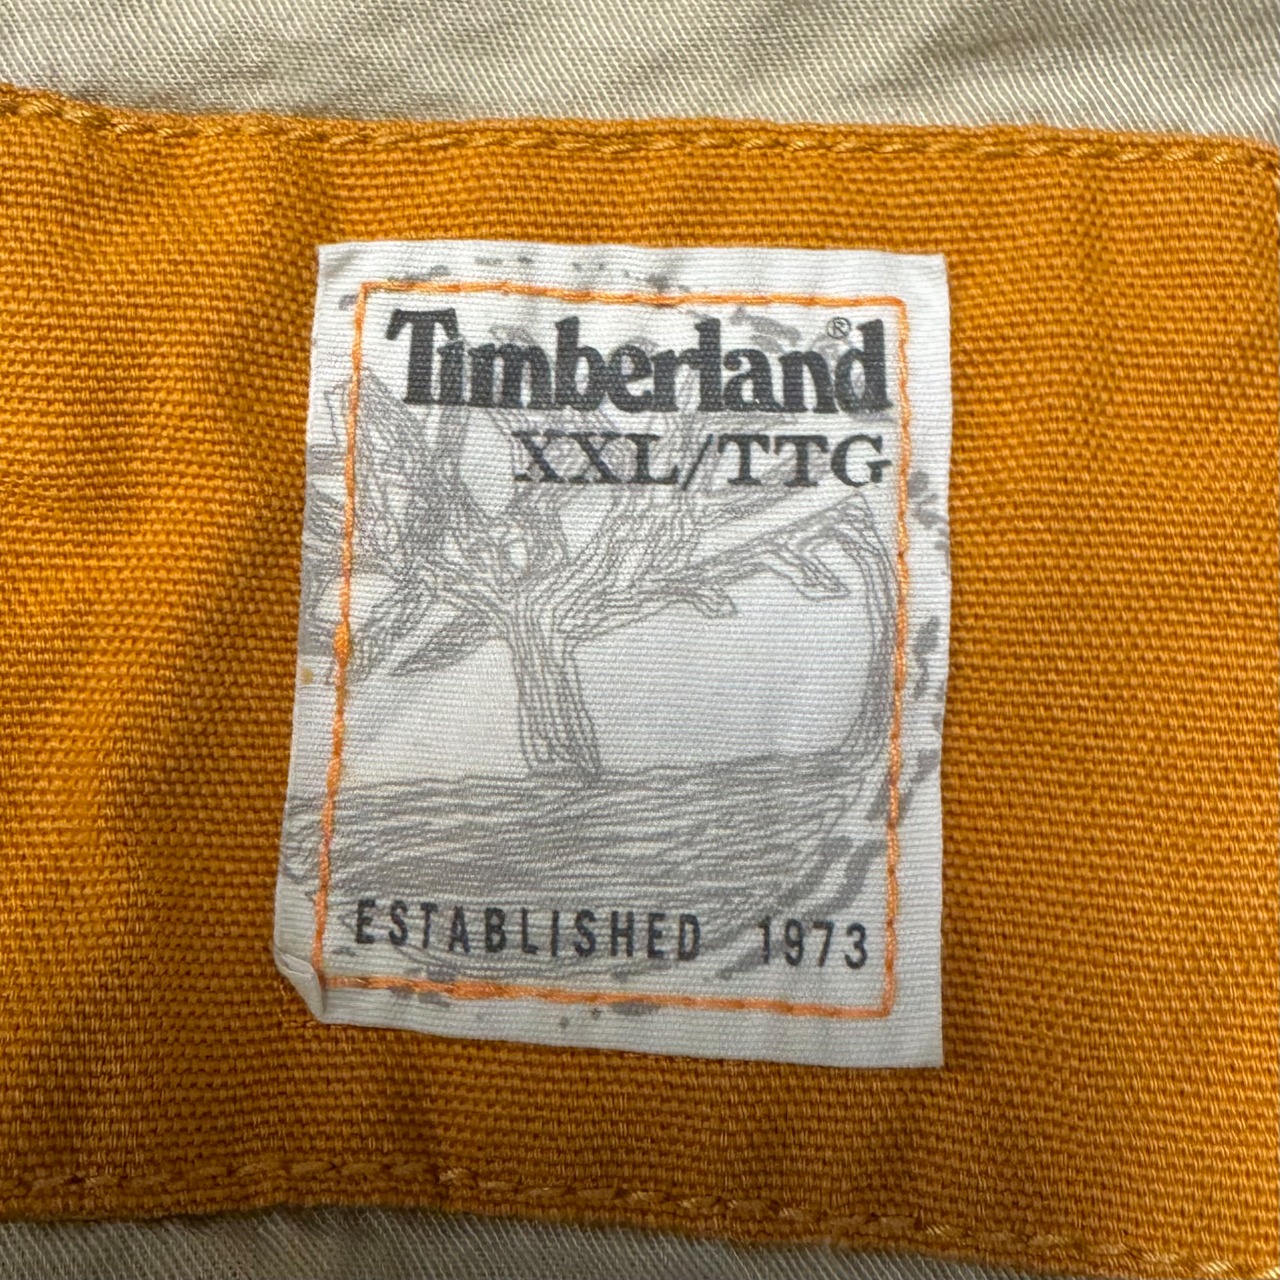 Timberland®
XXL/TTG
ESTABLISHED 1973